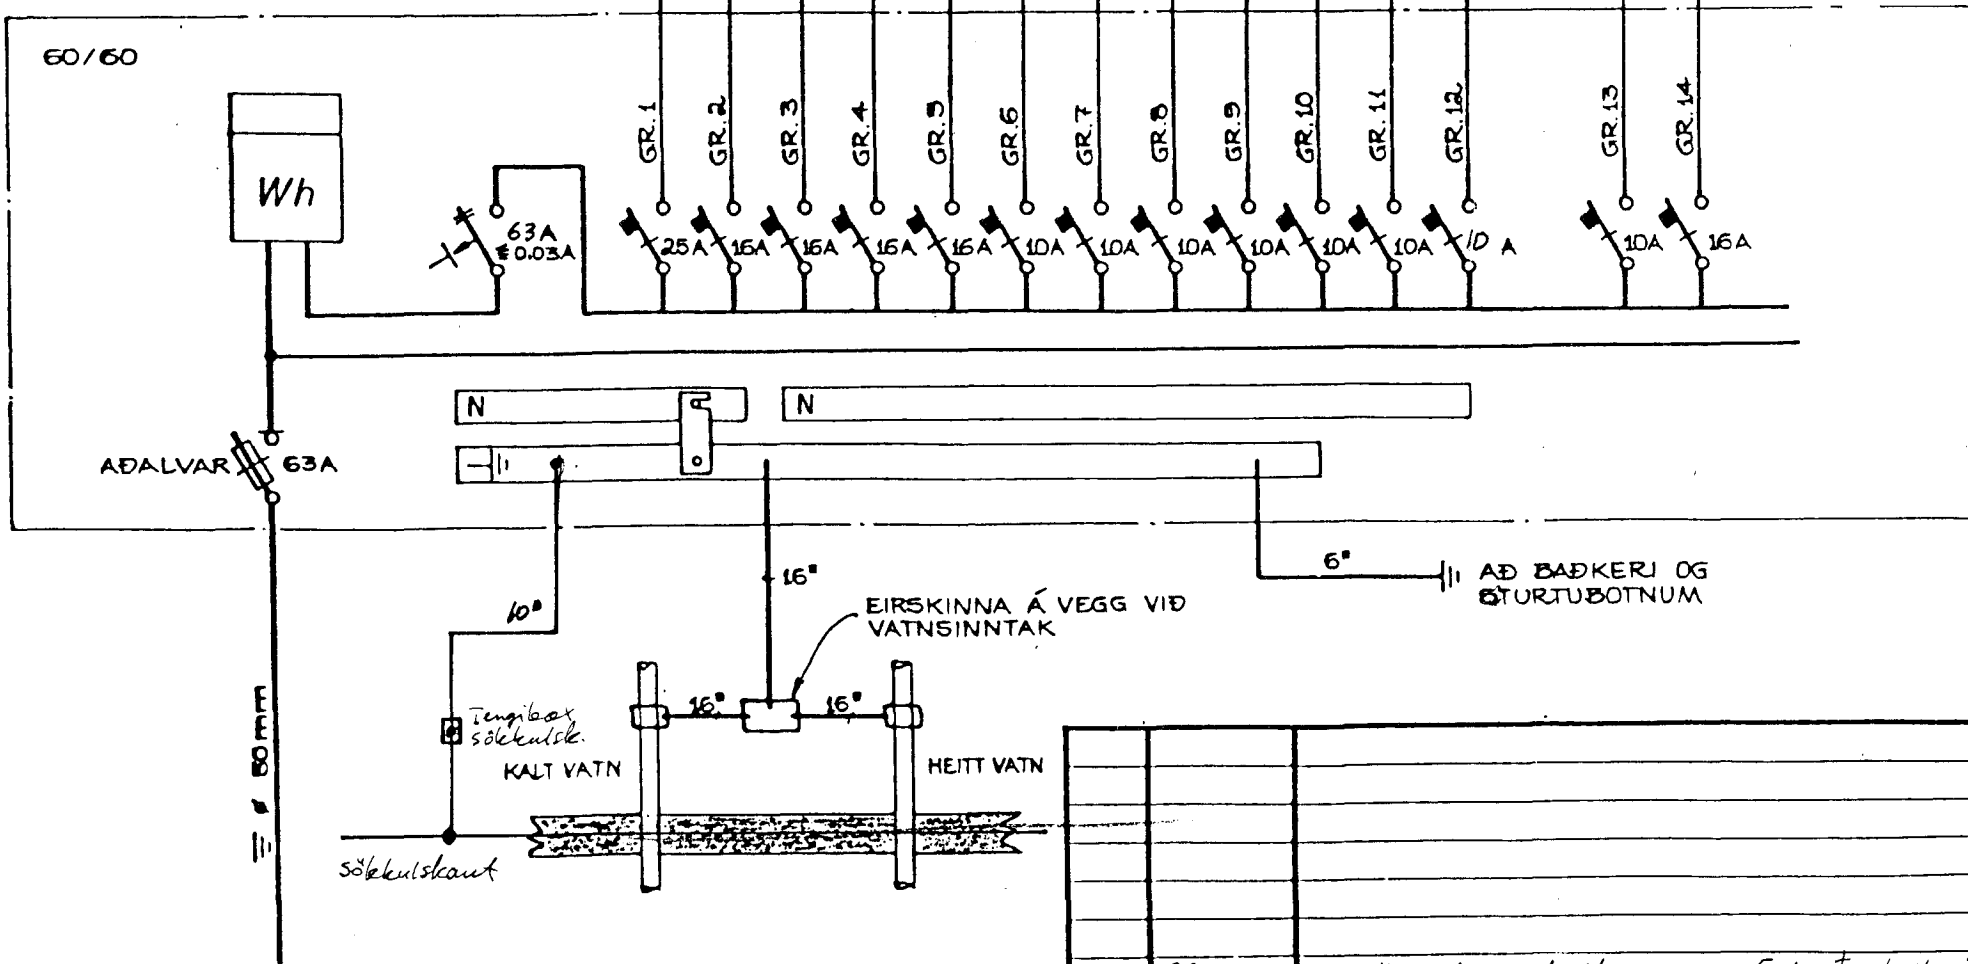 60/60
Wh
63A
≤0.03A
GR.1
GR.2
GR.3
GR.4
GR.5
GR.6
GR.7
GR.8
GR.9
GR.10
GR.11
GR.12
GR.13
GR.14
25A
16A
16A
16A
16A
10A
10A
10A
10A
10A
10A
10 A
10A
16A
N
N
AÐALVAR 63A
16"
6"
AÐ BAÐKERI OG
STURTUBOTNUM
10"
EIRSKINNA Á VEGG VIÐ
VATNSINNTAK
16"
16"
Tengibox
sökkulsk.
KALT VATN
HEITT VATN
ø 50mm
Sökkulskaut